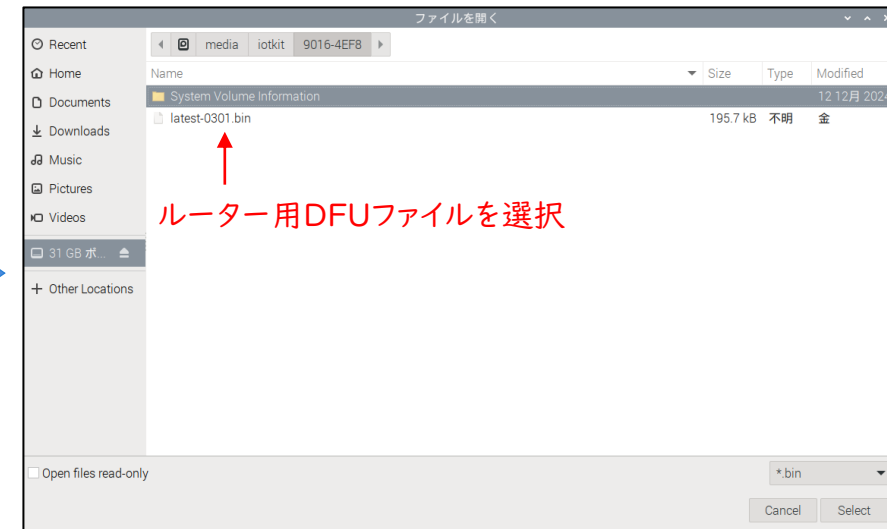 ファイルを開く
Recent
Home
Documents
Downloads
Music
Pictures
Videos
31 GB ボ...
+ Other Locations
media iotkit 9016-4EF8
Name Size Type Modified
System Volume Information 12 12月 2024
latest-0301.bin 195.7 kB 不明 金
ルーター用DFUファイルを選択
Open files read-only
*.bin
Cancel Select